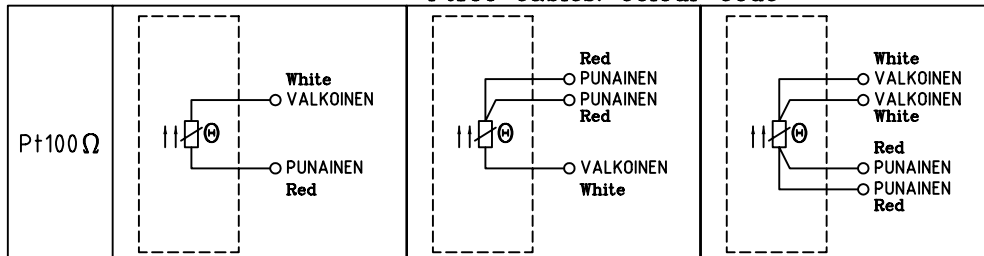 Pt100Ω
White
VALKOINEN
PUNAINEN
Red
Θ
Red
PUNAINEN
PUNAINEN
Red
VALKOINEN
White
Θ
White
VALKOINEN
VALKOINEN
White
Red
PUNAINEN
PUNAINEN
Red
Θ